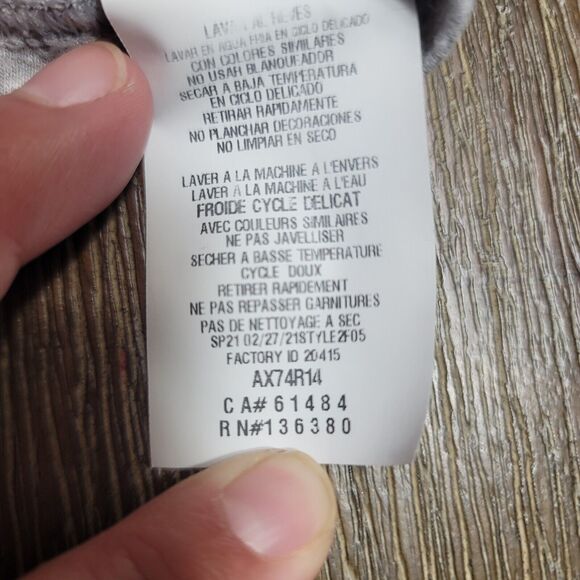 LAVAR AL REVES
LAVAR EN AGUA FRIA EN CICLO DELICADO
CON COLORES SIMILARES
NO USAR BLANQUEADOR
SECAR A BAJA TEMPERATURA
EN CICLO DELICADO
RETIRAR RAPIDAMENTE
NO PLANCHAR DECORACIONES
NO LIMPIAR EN SECO
LAVER A LA MACHINE A L'ENVERS
LAVER A LA MACHINE A L'EAU
FROIDE CYCLE DELICAT
AVEC COULEURS SIMILAIRES
NE PAS JAVELLISER
SECHER A BASSE TEMPERATURE
CYCLE DOUX
RETIRER RAPIDEMENT
NE PAS REPASSER GARNITURES
PAS DE NETTOYAGE A SEC
SP21 02/27/21STYLE2F05
FACTORY ID 20415
AX74R14
CA#61484
RN#136380